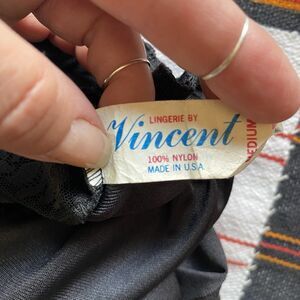 LINGERIE BY
Vincent
100% NYLON
MADE IN U.S.A.
MEDIUM